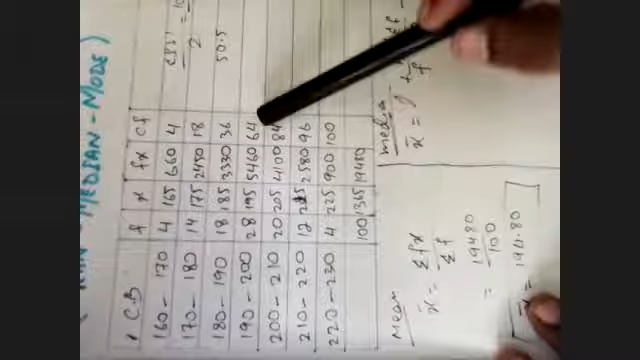 MEDIAN - MODE)
CB f x fx cf
160 - 170 4 165 660 4
170 - 180 14 175 2450 18
180 - 190 18 185 3330 36
190 - 200 28 195 5460 64
200 - 210 20 205 4100 84
210 - 220 12 215 2580 96
220 - 230 4 225 900 100
100 1365 19480
2
50.5
mean
x̄ = Σfx
Σf
= 19480
100
x̄ = 194.80
media
x̄ =